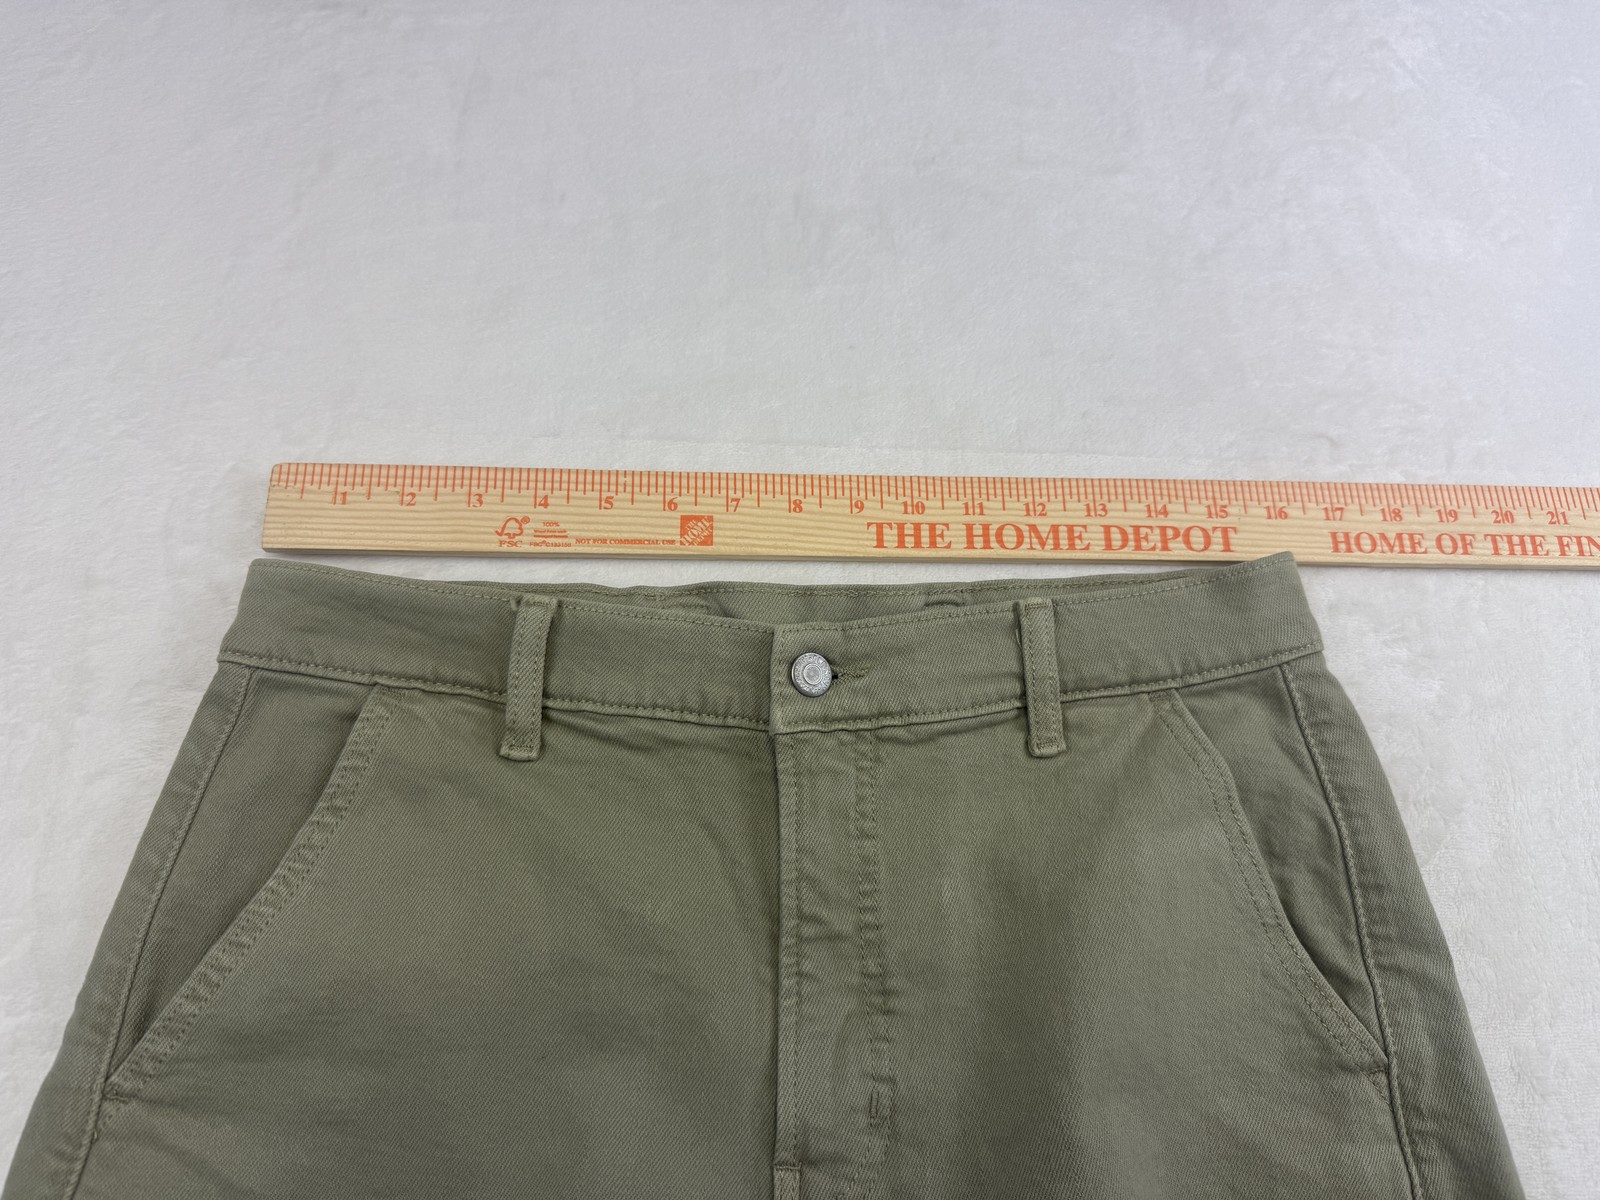 1 2 3 4 5 6 7 8 9 10 11 12 13 14 15 16 17 18 19 20 21
FSC 100% NOT FOR COMMERCIAL USE THE HOME DEPOT HOME OF THE FIN